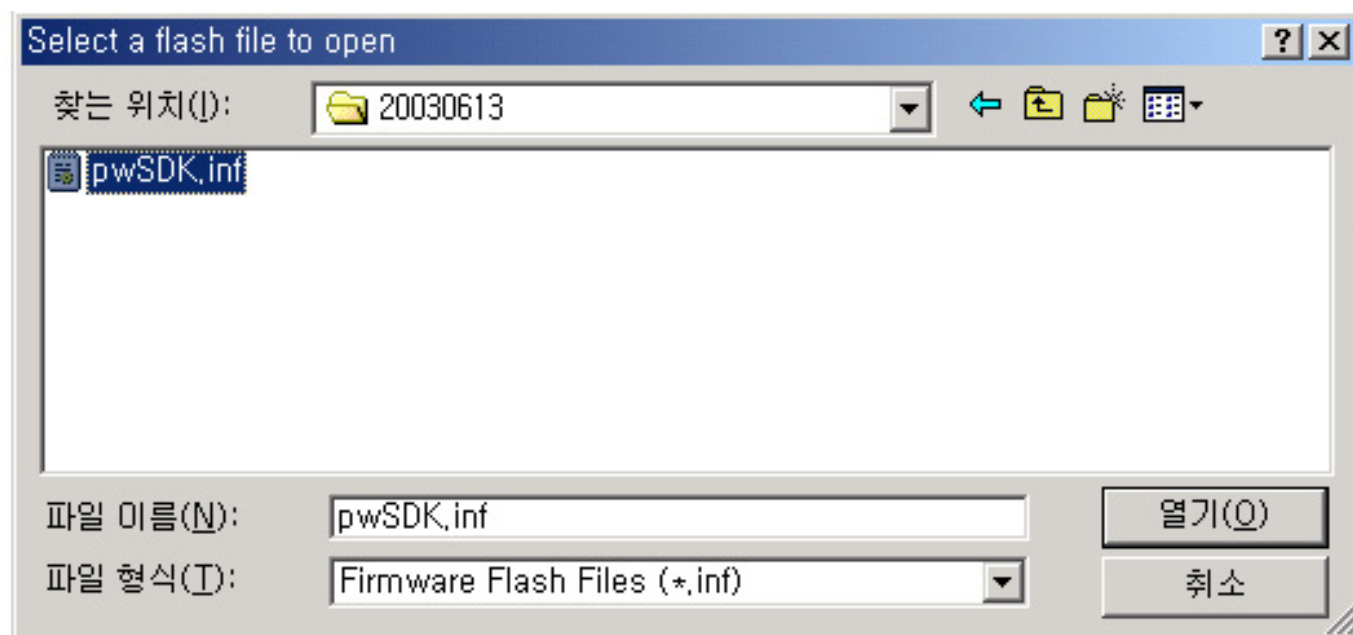 Select a flash file to open
찾는 위치(I): 20030613
pwSDK.inf
파일 이름(N): pwSDK.inf 열기(O)
파일 형식(T): Firmware Flash Files (*.inf) 취소